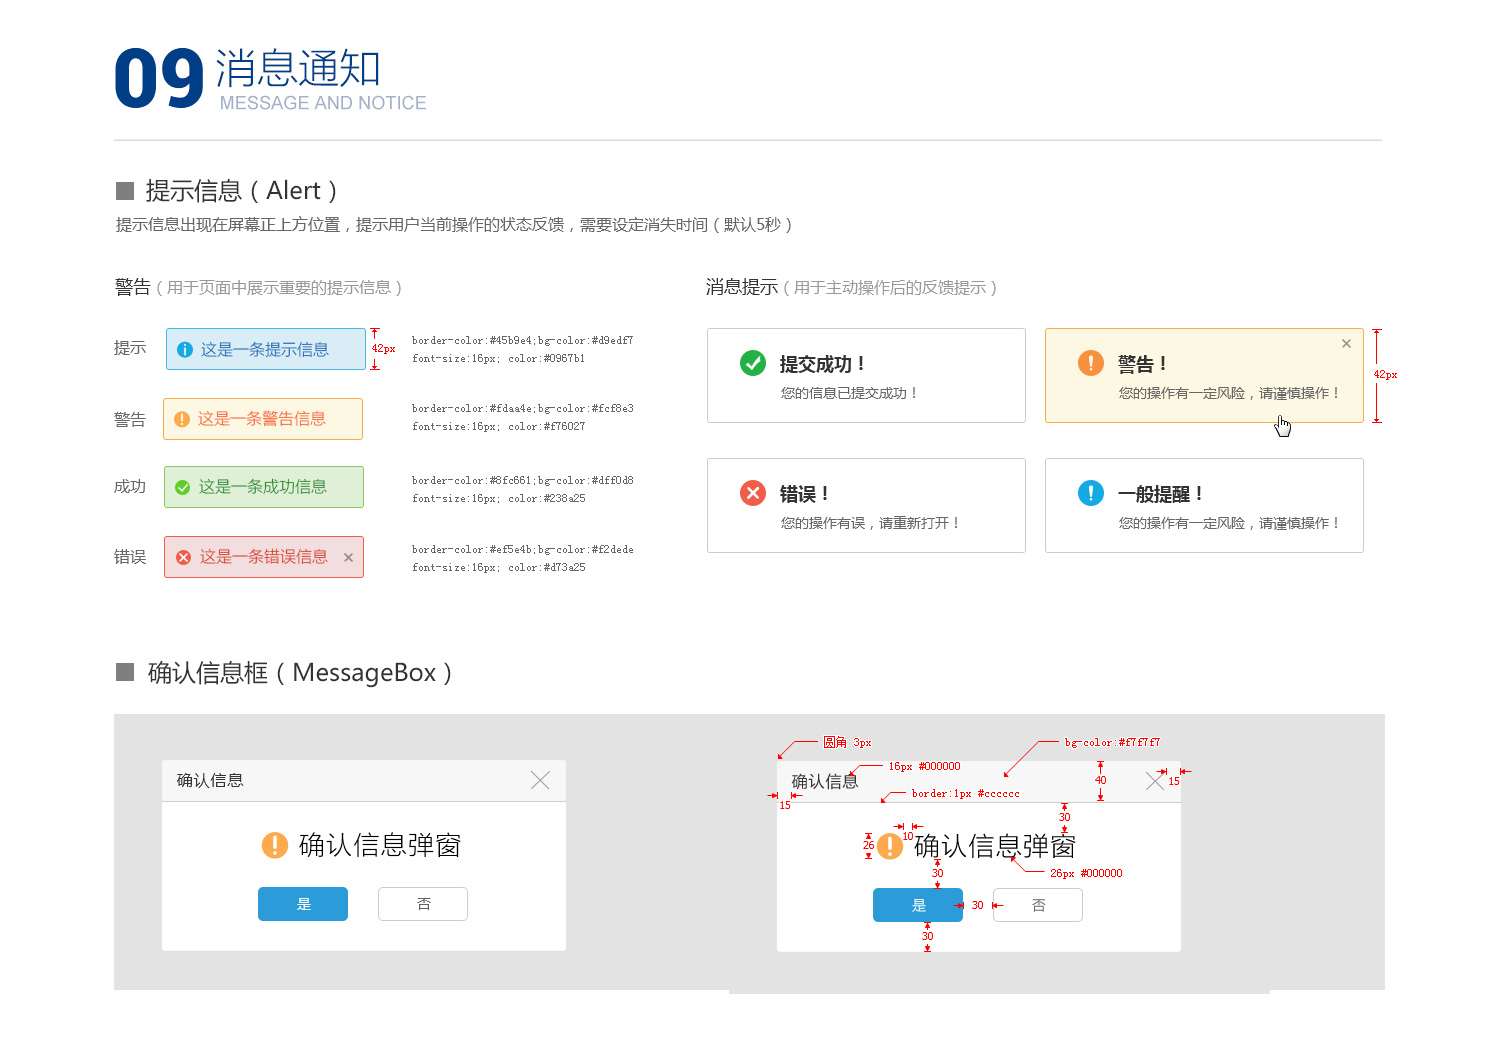 09 消息通知
MESSAGE AND NOTICE
提示信息（Alert）
提示信息出现在屏幕正上方位置，提示用户当前操作的状态反馈，需要设定消失时间（默认5秒）
警告（用于页面中展示重要的提示信息）
提示
这是一条提示信息
42px
border-color:#45b9e4;bg-color:#d9edf7
font-size:16px; color:#0967b1
警告
这是一条警告信息
border-color:#fdaa4e;bg-color:#fcf8e3
font-size:16px; color:#f76027
成功
这是一条成功信息
border-color:#8fc661;bg-color:#dff0d8
font-size:16px; color:#238a25
错误
这是一条错误信息
border-color:#ef5e4b;bg-color:#f2dede
font-size:16px; color:#d73a25
消息提示（用于主动操作后的反馈提示）
提交成功！
您的信息已提交成功！
警告！
您的操作有一定风险，请谨慎操作！
42px
错误！
您的操作有误，请重新打开！
一般提醒！
您的操作有一定风险，请谨慎操作！
确认信息框（MessageBox）
确认信息
确认信息弹窗
是
否
圆角 3px
bg-color:#f7f7f7
16px #000000
确认信息
40
15
border:1px #cccccc
15
30
10
26
确认信息弹窗
30
26px #000000
是
30
否
30